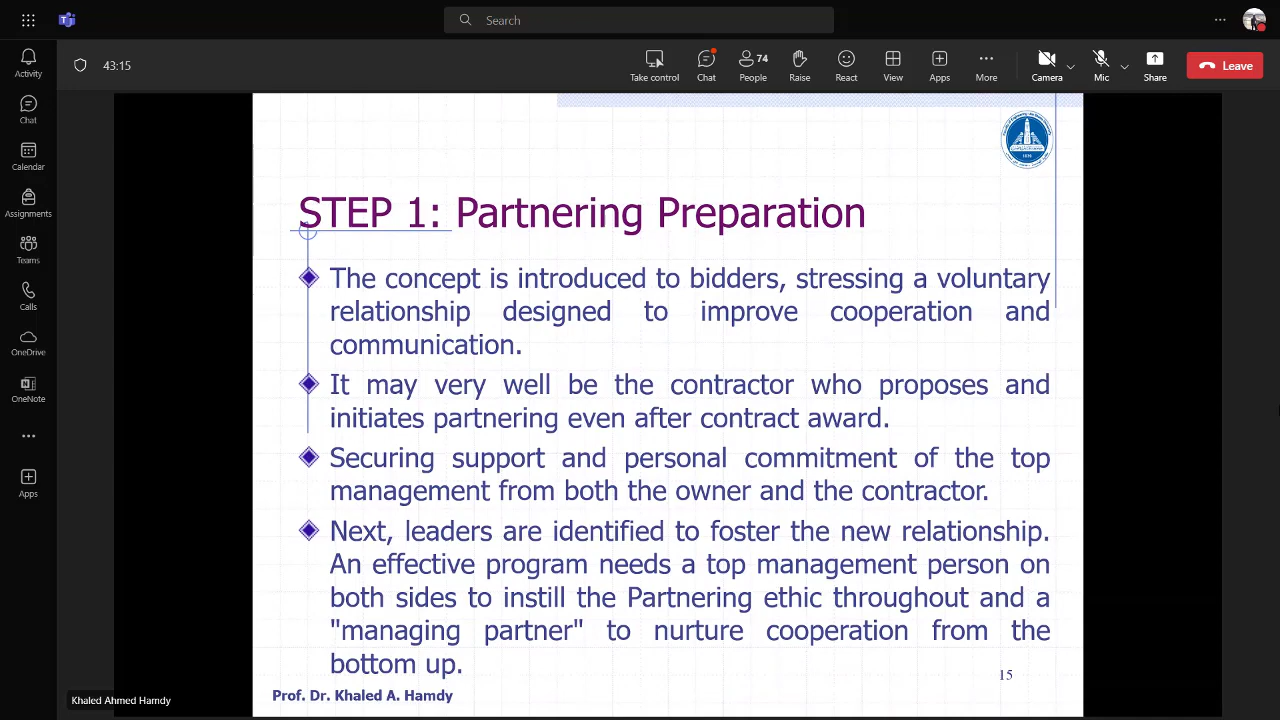 Search
43:15
Take control
Chat
74
People
Raise
React
View
Apps
More
Camera
Mic
Share
Leave
Activity
Chat
Calendar
Assignments
Teams
Calls
OneDrive
OneNote
Apps
STEP 1: Partnering Preparation
The concept is introduced to bidders, stressing a voluntary
relationship designed to improve cooperation and
communication.
It may very well be the contractor who proposes and
initiates partnering even after contract award.
Securing support and personal commitment of the top
management from both the owner and the contractor.
Next, leaders are identified to foster the new relationship.
An effective program needs a top management person on
both sides to instill the Partnering ethic throughout and a
"managing partner" to nurture cooperation from the
bottom up.
15
Prof. Dr. Khaled A. Hamdy
Khaled Ahmed Hamdy